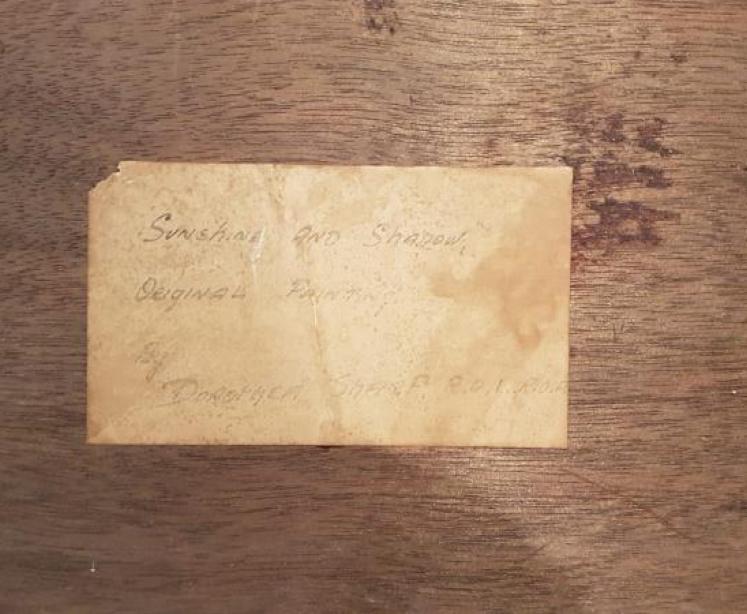 Sunshine AND Shadow,
ORIGINAL PAINTING
By
DOROTHEA SHARP. R.O.I.